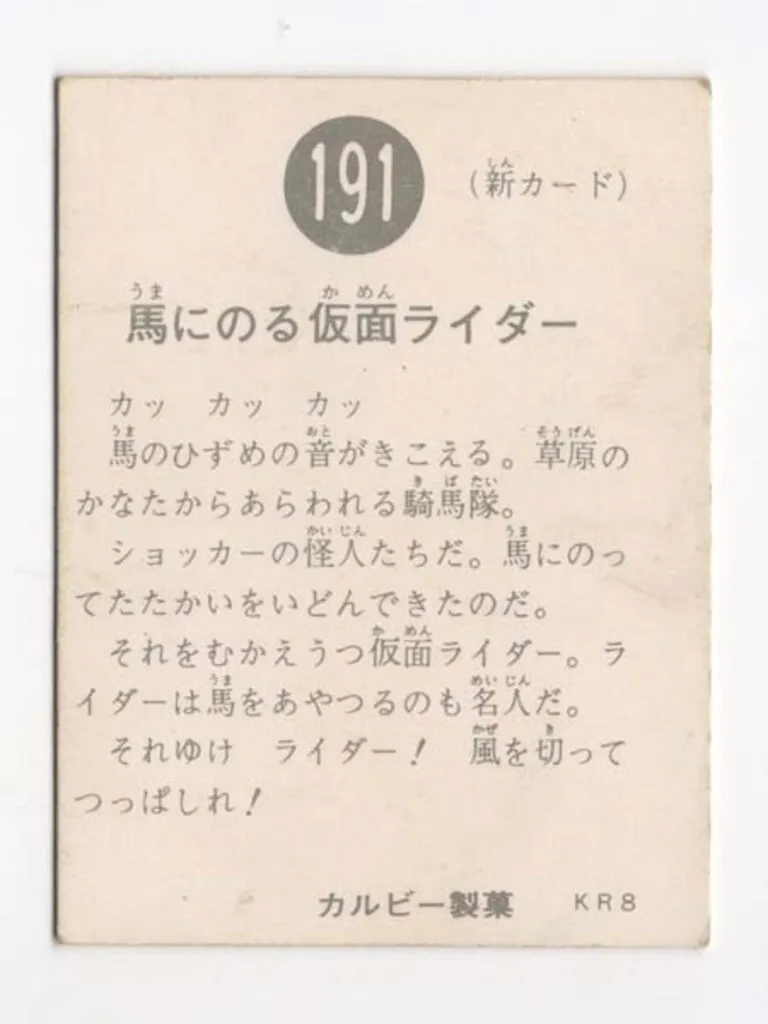 191
(新カード)
馬にのる仮面ライダー
カッ カッ カッ
馬のひずめの音がきこえる。草原の
かなたからあらわれる騎馬隊。
ショッカーの怪人たちだ。馬にのっ
てたたかいをいどんできたのだ。
それをむかえうつ仮面ライダー。ラ
イダーは馬をあやつるのも名人だ。
それゆけ ライダー! 風を切って
つっぱしれ!
カルビー製菓 KR8